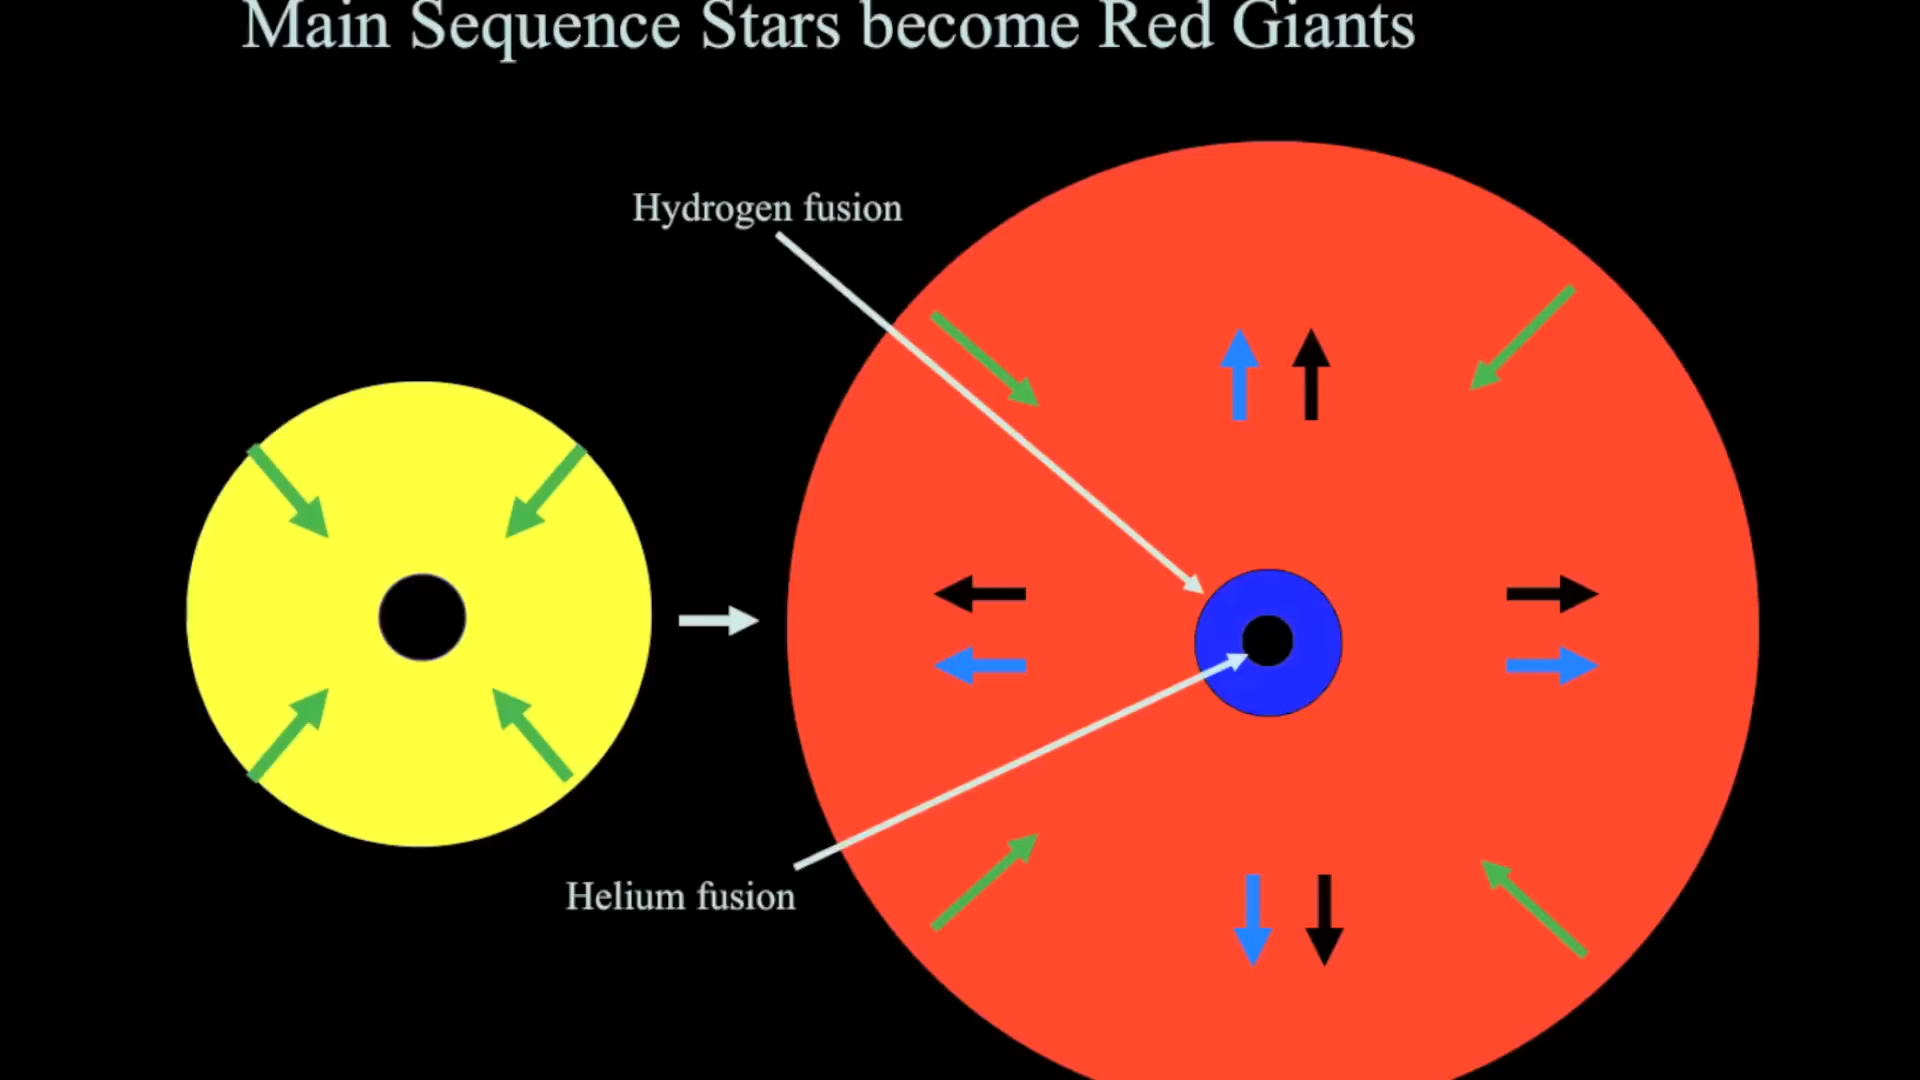 Main Sequence Stars become Red Giants
Hydrogen fusion
Helium fusion